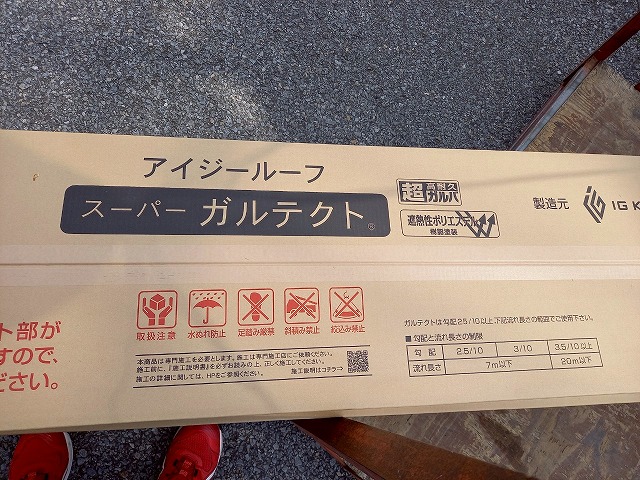 アイジールーフ
スーパー ガルテクト®
超 高耐久 ガルバ
遮熱性ポリエステル
樹脂塗装
製造元 IG K
ト部が
すので、
ださい。
取扱注意 水ぬれ防止 足踏み厳禁 斜積み禁止 絞込み禁止
本商品は専門施工を必要とします。施工は専門施工店にご依頼ください。
施工前に、『施工説明書』を必ずお読みの上、正しく施工してください。
施工の詳細に関しては、HPをご参照ください。 施工説明はコチラ→
ガルテクトは勾配2.5/10以上、下記流れ長さの範囲でご使用下さい。
■勾配と流れ長さの制限
勾配 2.5/10 3/10 3.5/10以上
流れ長さ 7m以下 20m以下